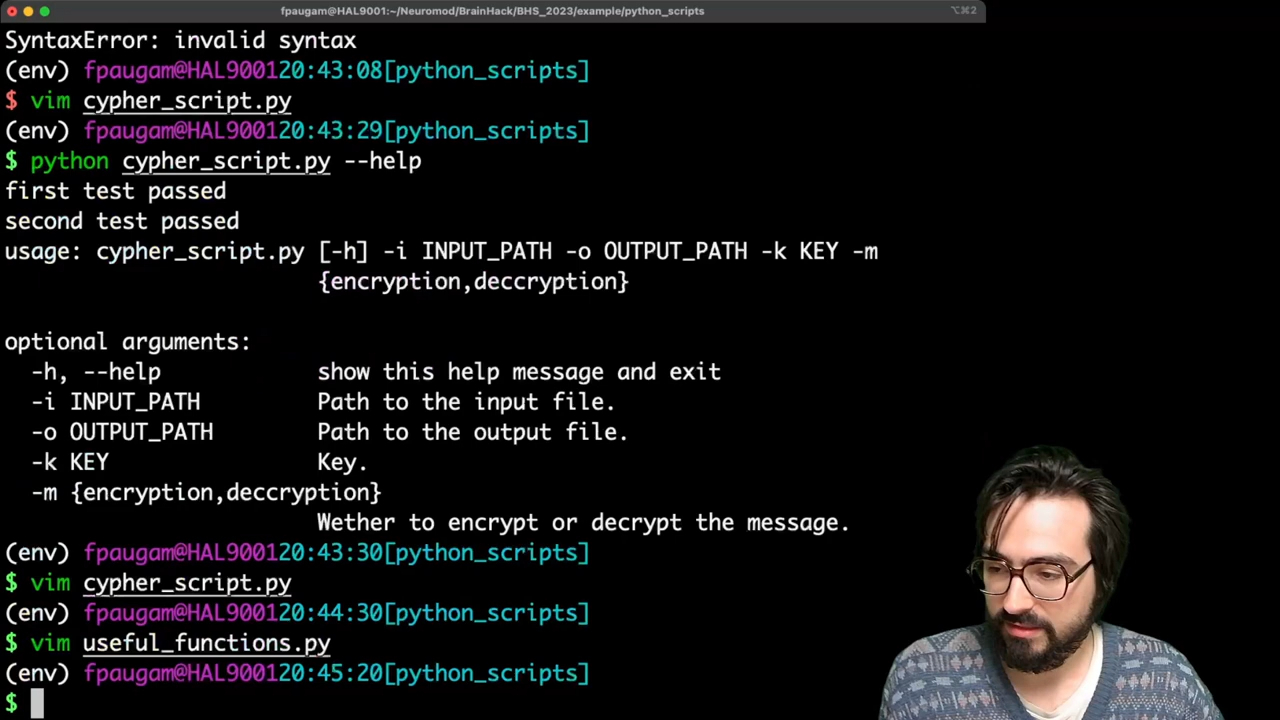 fpaugam@HAL9001:~/Neuromod/BrainHack/BHS_2023/example/python_scripts ⌥⌘2
SyntaxError: invalid syntax
(env) fpaugam@HAL900120:43:08[python_scripts]
$ vim cypher_script.py
(env) fpaugam@HAL900120:43:29[python_scripts]
$ python cypher_script.py --help
first test passed
second test passed
usage: cypher_script.py [-h] -i INPUT_PATH -o OUTPUT_PATH -k KEY -m
{encryption,deccryption}
optional arguments:
-h, --help show this help message and exit
-i INPUT_PATH Path to the input file.
-o OUTPUT_PATH Path to the output file.
-k KEY Key.
-m {encryption,deccryption}
Wether to encrypt or decrypt the message.
(env) fpaugam@HAL900120:43:30[python_scripts]
$ vim cypher_script.py
(env) fpaugam@HAL900120:44:30[python_scripts]
$ vim useful_functions.py
(env) fpaugam@HAL900120:45:20[python_scripts]
$